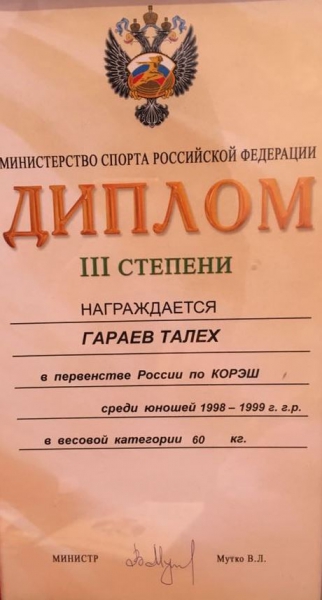 МИНИСТЕРСТВО СПОРТА РОССИЙСКОЙ ФЕДЕРАЦИИ
ДИПЛОМ
III СТЕПЕНИ
НАГРАЖДАЕТСЯ
ГАРАЕВ ТАЛЕХ
в первенстве России по КОРЭШ
среди юношей 1998 – 1999 г. г.р.
в весовой категории 60 кг.
МИНИСТР Мутко В.Л.